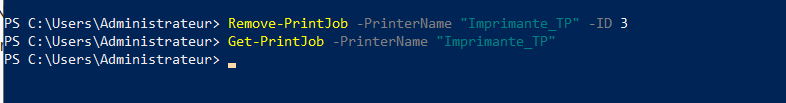 PS C:\Users\Administrateur> Remove-PrintJob -PrinterName "Imprimante_TP" -ID 3
PS C:\Users\Administrateur> Get-PrintJob -PrinterName "Imprimante_TP"
PS C:\Users\Administrateur>